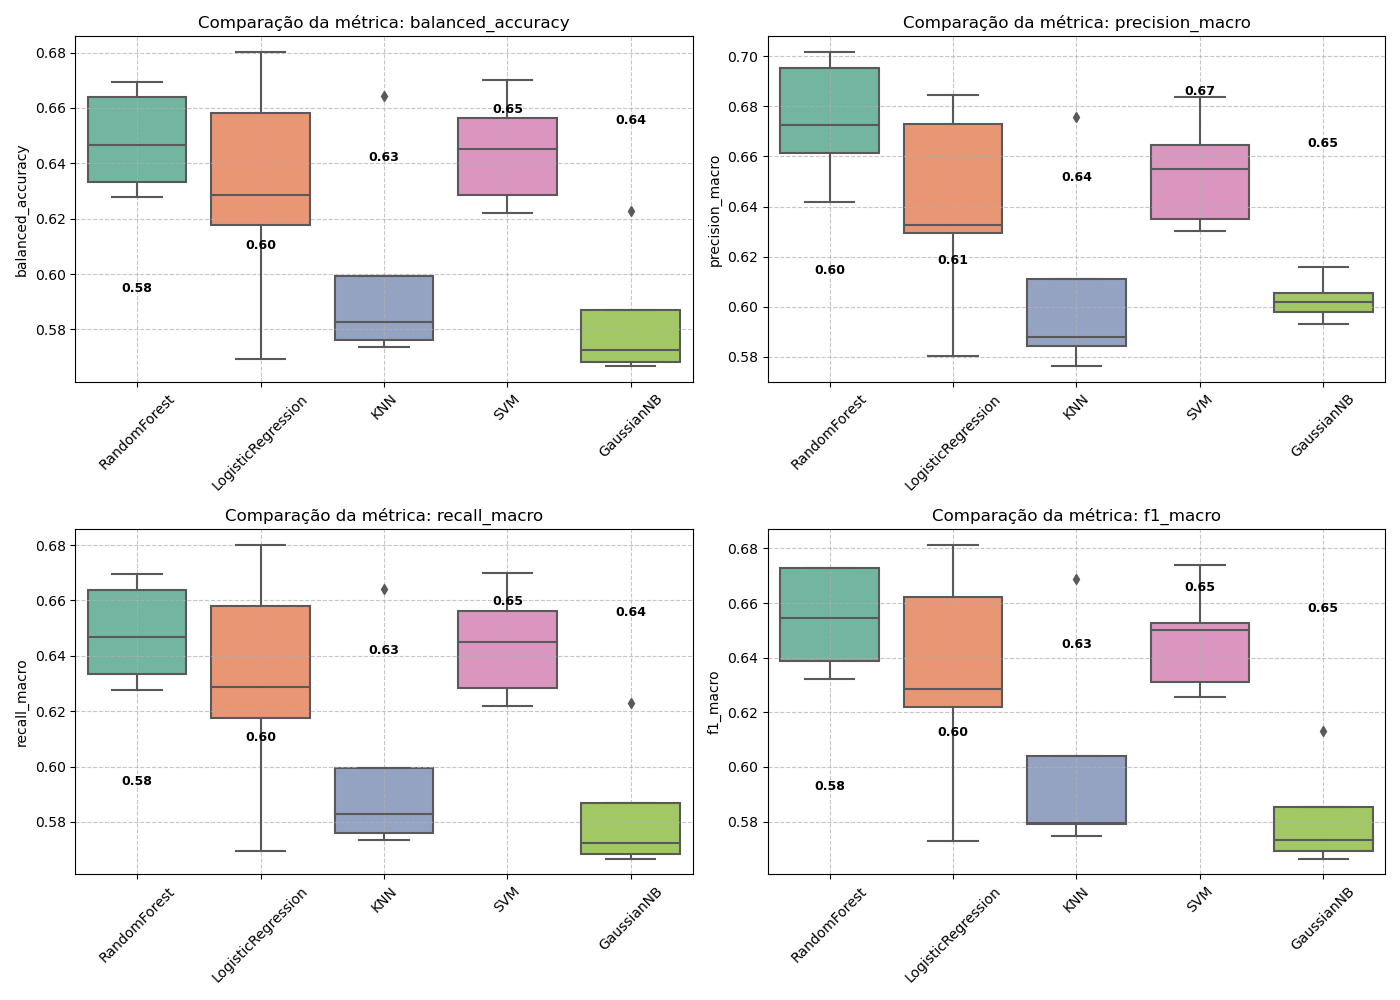 Comparação da métrica: balanced_accuracy
balanced_accuracy
0.68
0.66
0.64
0.62
0.60
0.58
0.58
0.60
0.63
0.65
0.64
RandomForest
LogisticRegression
KNN
SVM
GaussianNB
Comparação da métrica: precision_macro
precision_macro
0.70
0.68
0.66
0.64
0.62
0.60
0.58
0.60
0.61
0.64
0.67
0.65
RandomForest
LogisticRegression
KNN
SVM
GaussianNB
Comparação da métrica: recall_macro
recall_macro
0.68
0.66
0.64
0.62
0.60
0.58
0.58
0.60
0.63
0.65
0.64
RandomForest
LogisticRegression
KNN
SVM
GaussianNB
Comparação da métrica: f1_macro
f1_macro
0.68
0.66
0.64
0.62
0.60
0.58
0.58
0.60
0.63
0.65
0.65
RandomForest
LogisticRegression
KNN
SVM
GaussianNB